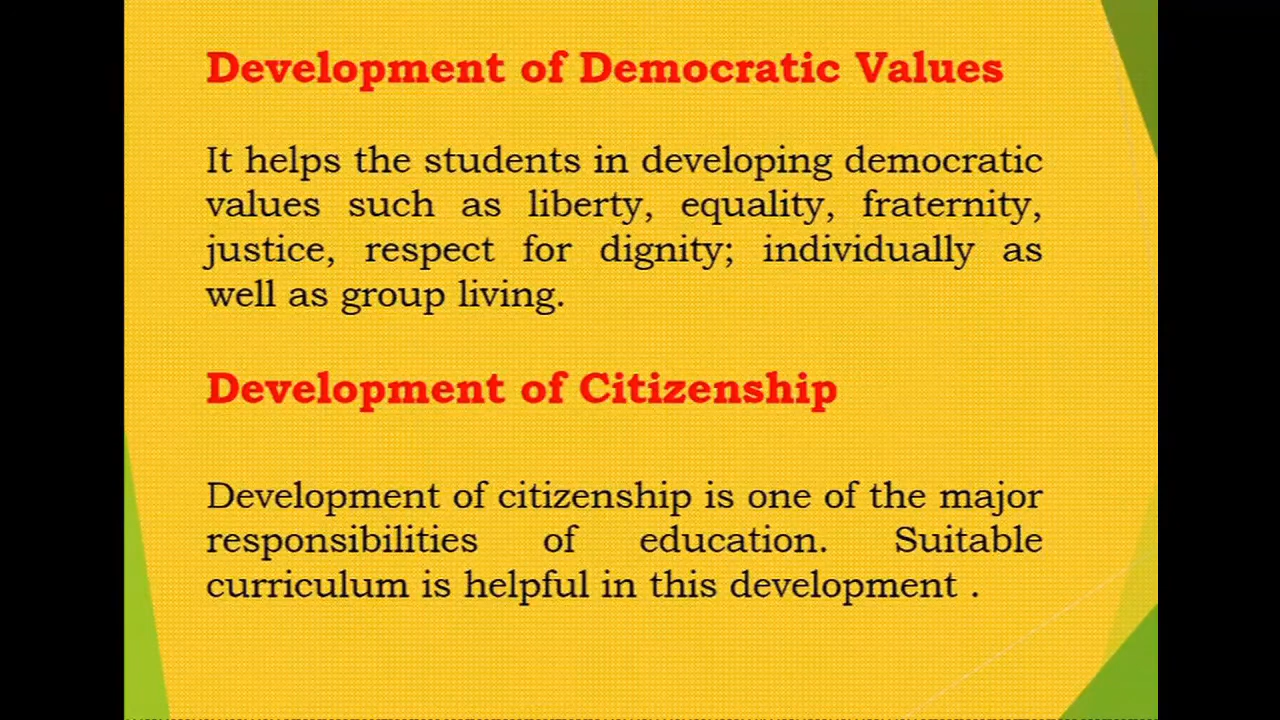 Development of Democratic Values
It helps the students in developing democratic
values such as liberty, equality, fraternity,
justice, respect for dignity; individually as
well as group living.
Development of Citizenship
Development of citizenship is one of the major
responsibilities of education. Suitable
curriculum is helpful in this development .